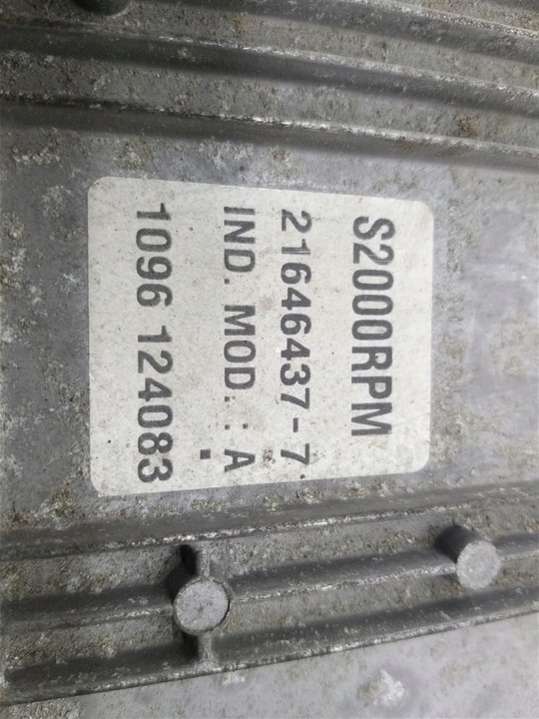 S2000RPM
21646437-7
IND. MOD. : A
1096 124083